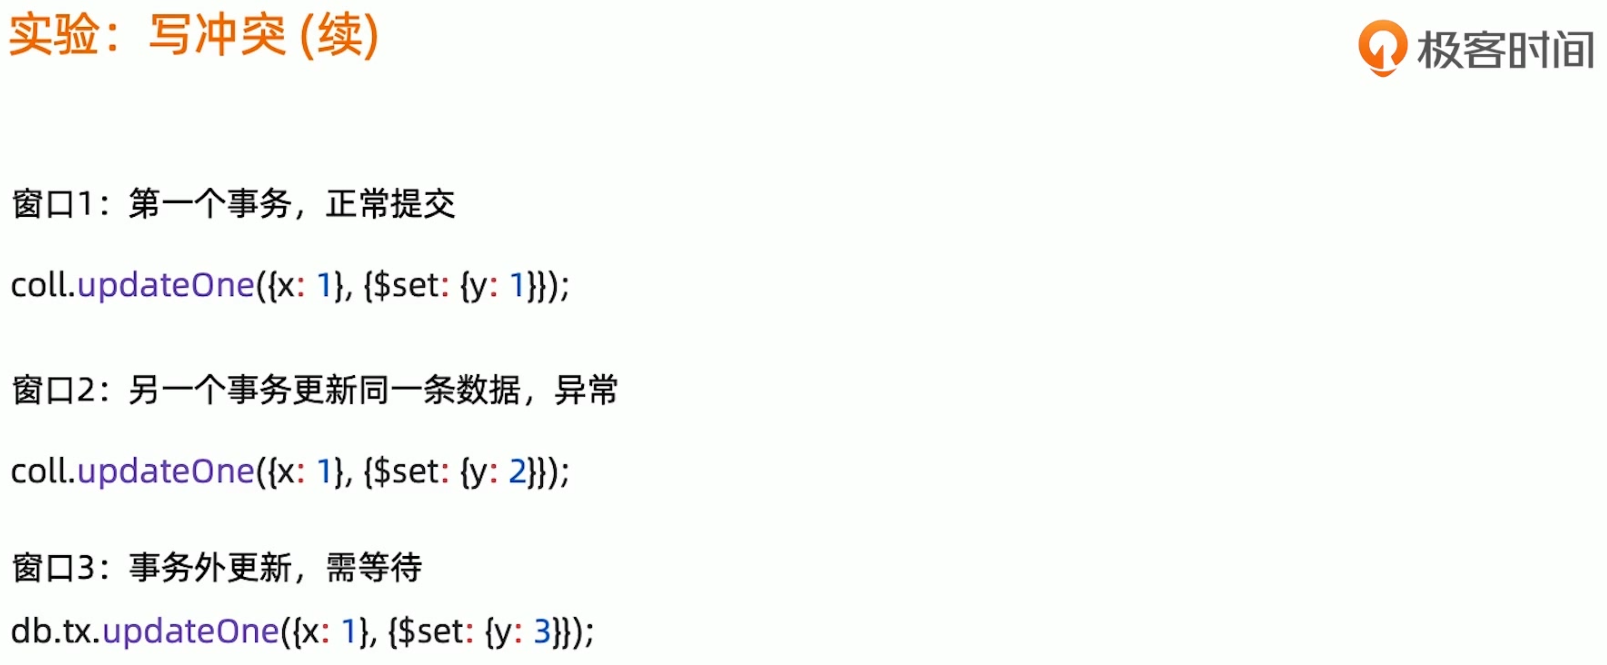 实验：写冲突 (续)
极客时间
窗口1：第一个事务，正常提交
coll.updateOne({x: 1}, {$set: {y: 1}});
窗口2：另一个事务更新同一条数据，异常
coll.updateOne({x: 1}, {$set: {y: 2}});
窗口3：事务外更新，需等待
db.tx.updateOne({x: 1}, {$set: {y: 3}});